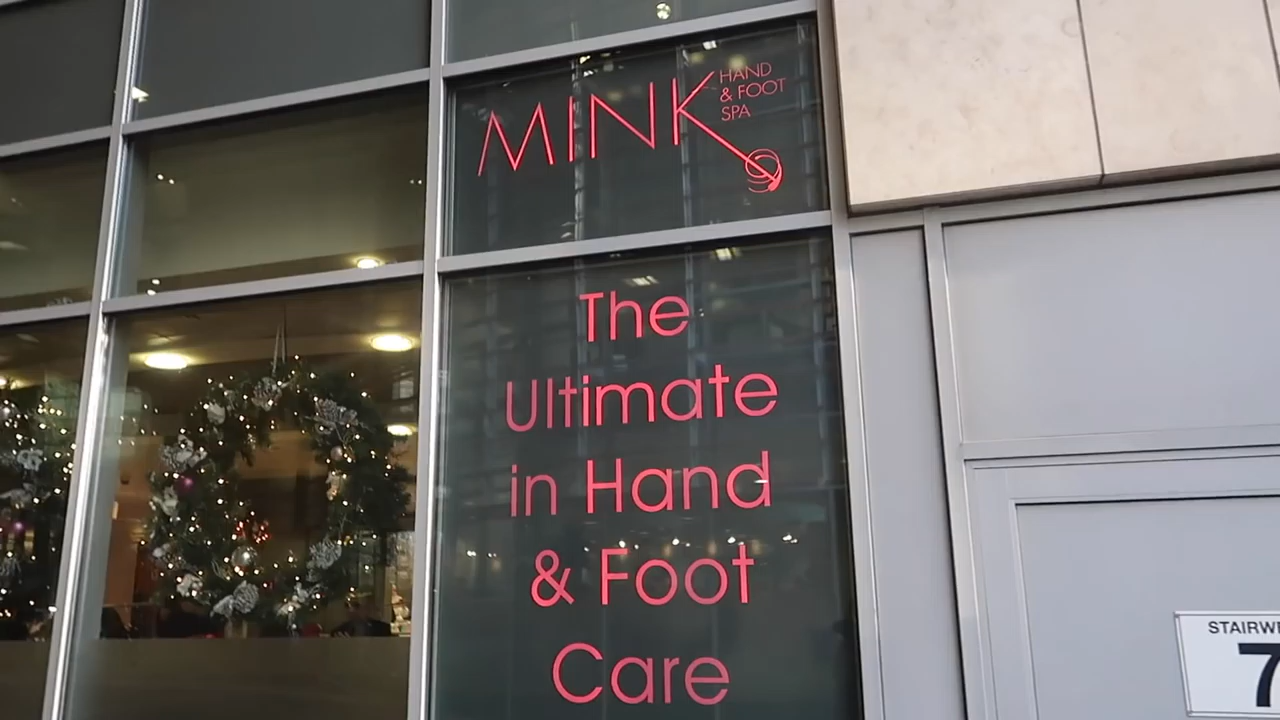 MINK
HAND
& FOOT
SPA
The
Ultimate
in Hand
& Foot
Care
7